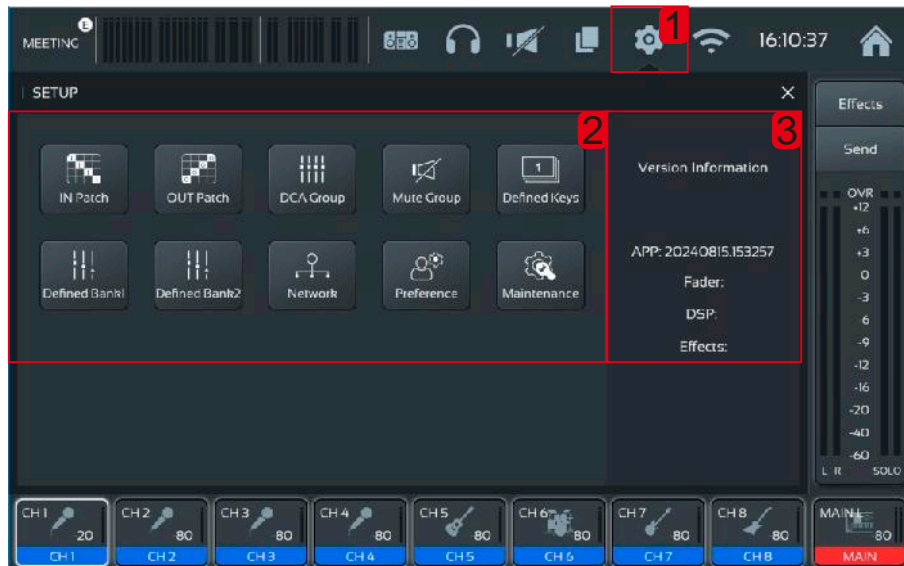 MEETING E 1 16:10:37
SETUP
2 3
Effects
Send
Version Information
IN Patch OUT Patch DCA Group Mute Group 1 Defined Keys
APP: 20240815.153257
Fader:
DSP:
Effects:
Defined Bank1 Defined Bank2 Network Preference Maintenance
OVR
+12
+6
+3
0
-3
-6
-9
-12
-16
-20
-40
-60
L R SOLO
CH 1 CH 2 CH 3 CH 4 CH 5 CH 6 CH 7 CH 8 MAIN L
20 80 80 80 80 80 80 80 80
CH 1 CH 2 CH 3 CH 4 CH 5 CH 6 CH 7 CH 8 MAIN